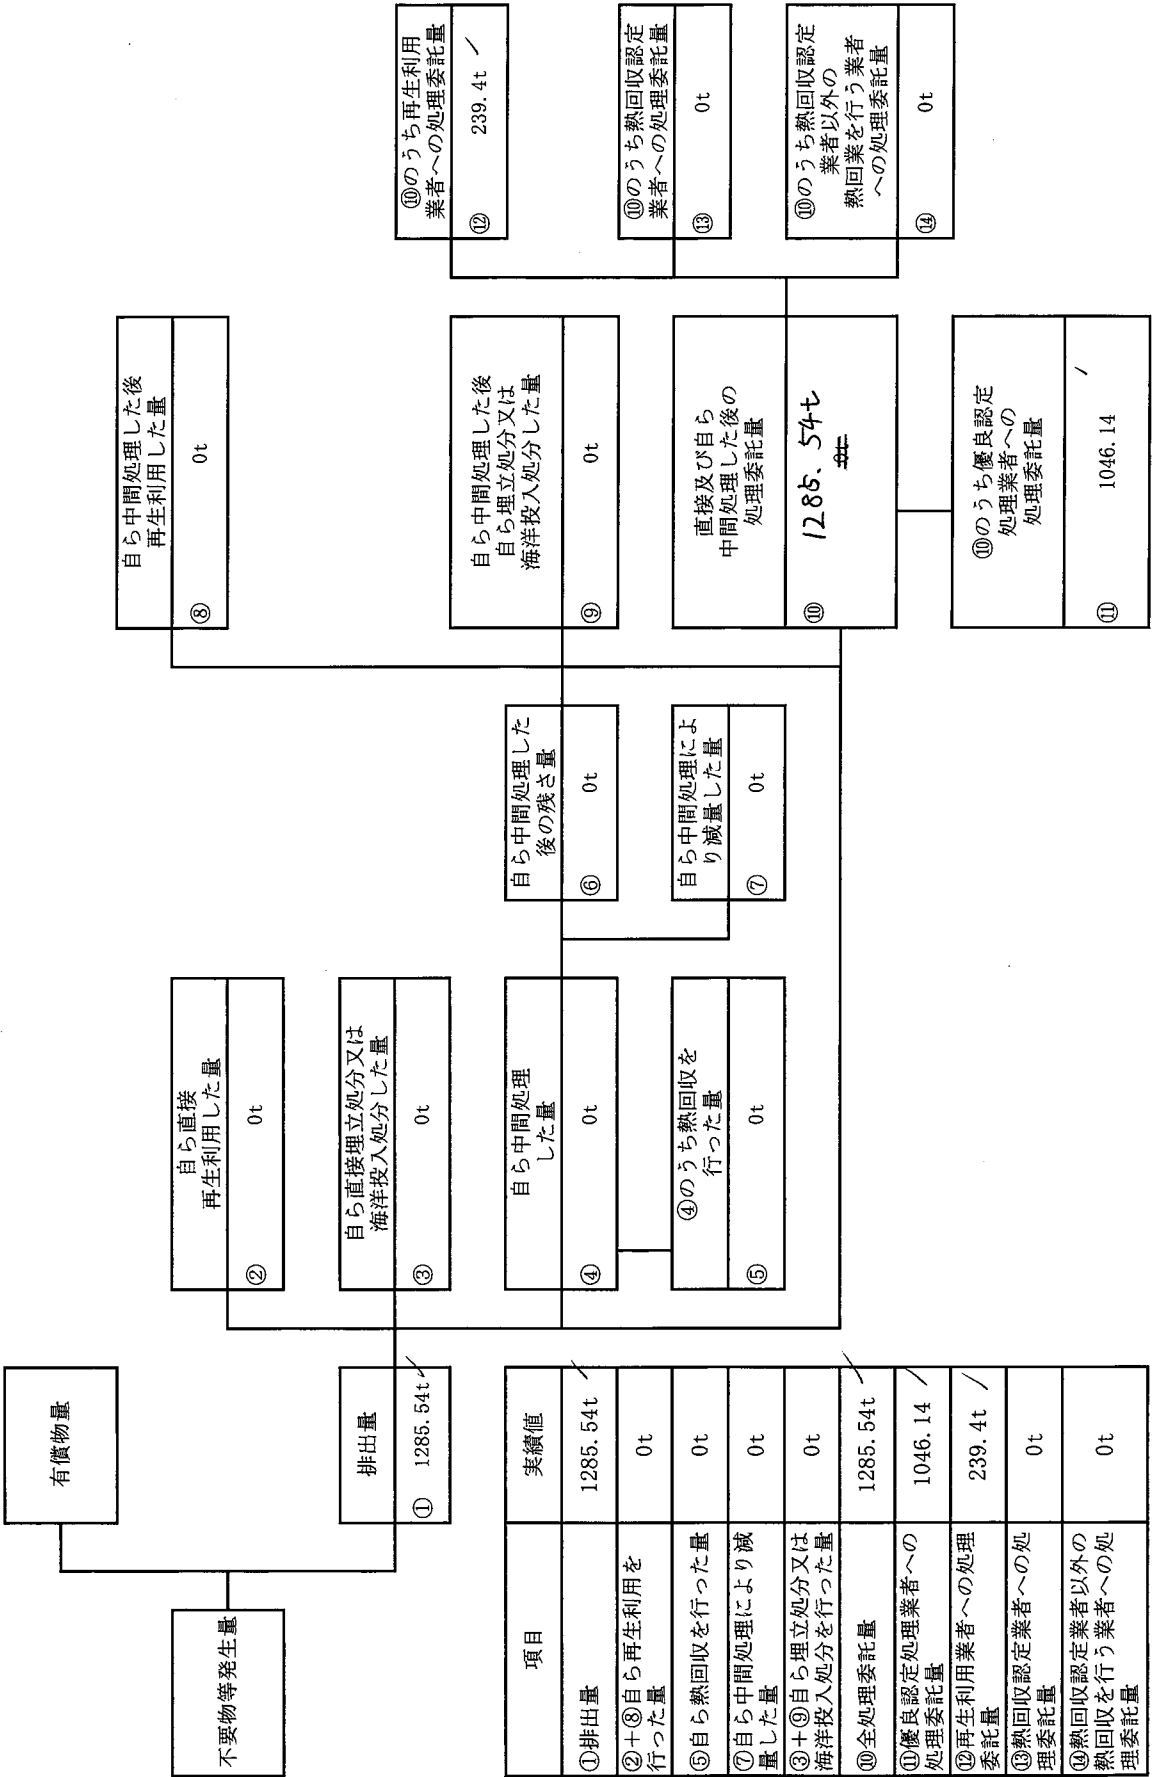 不要物等発生量
有償物量
排出量
① 1285.54t
自ら直接
再生利用した量
② 0t
自ら直接埋立処分又は
海洋投入処分した量
③ 0t
自ら中間処理
した量
④ 0t
④のうち熱回収を
行った量
⑤ 0t
自ら中間処理した
後の残さ量
⑥ 0t
自ら中間処理によ
り減量した量
⑦ 0t
自ら中間処理した後
再生利用した量
⑧ 0t
自ら中間処理した後
自ら埋立処分又は
海洋投入処分した量
⑨ 0t
直接及び自ら
中間処理した後の
処理委託量
⑩ 1285.54t
0t
⑩のうち優良認定
処理業者への
処理委託量
⑪ 1046.14
⑩のうち再生利用
業者への処理委託量
⑫ 239.4t
⑩のうち熱回収認定
業者への処理委託量
⑬ 0t
⑩のうち熱回収認定
業者以外の
熱回業を行う業者
への処理委託量
⑭ 0t
項目 実績値
①排出量 1285.54t
②+⑧自ら再生利用を
行った量 0t
⑤自ら熱回収を行った量 0t
⑦自ら中間処理により減
量した量 0t
③+⑨自ら埋立処分又は
海洋投入処分を行った量 0t
⑩全処理委託量 1285.54t
⑪優良認定処理業者への
処理委託量 1046.14
⑫再生利用業者への処理
委託量 239.4t
⑬熱回収認定業者への処
理委託量 0t
⑭熱回収認定業者以外の
熱回収を行う業者への処
理委託量 0t